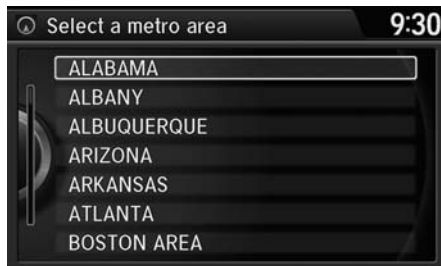 Select a metro area
9:30
ALABAMA
ALBANY
ALBUQUERQUE
ARIZONA
ARKANSAS
ATLANTA
BOSTON AREA